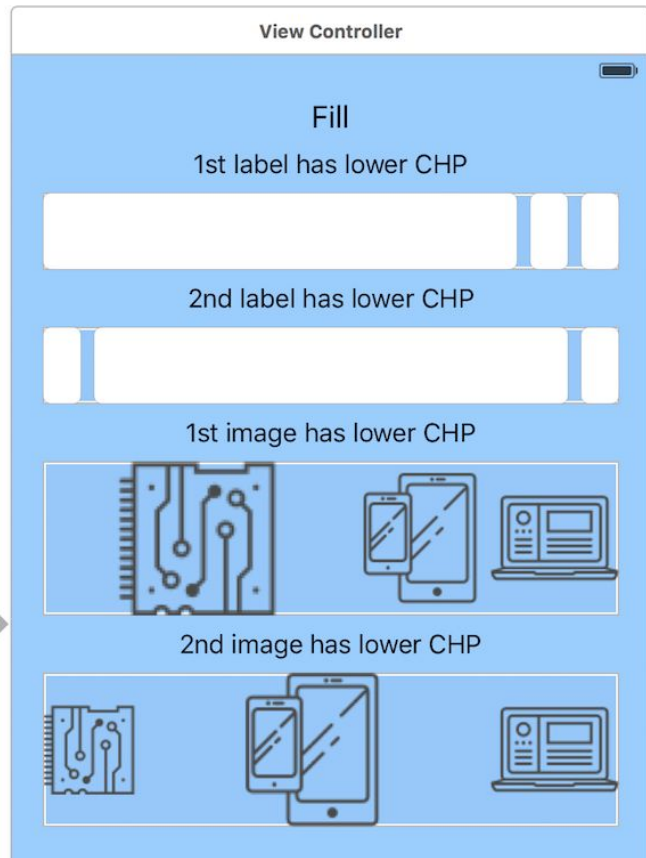 View Controller
Fill
1st label has lower CHP
2nd label has lower CHP
1st image has lower CHP
2nd image has lower CHP